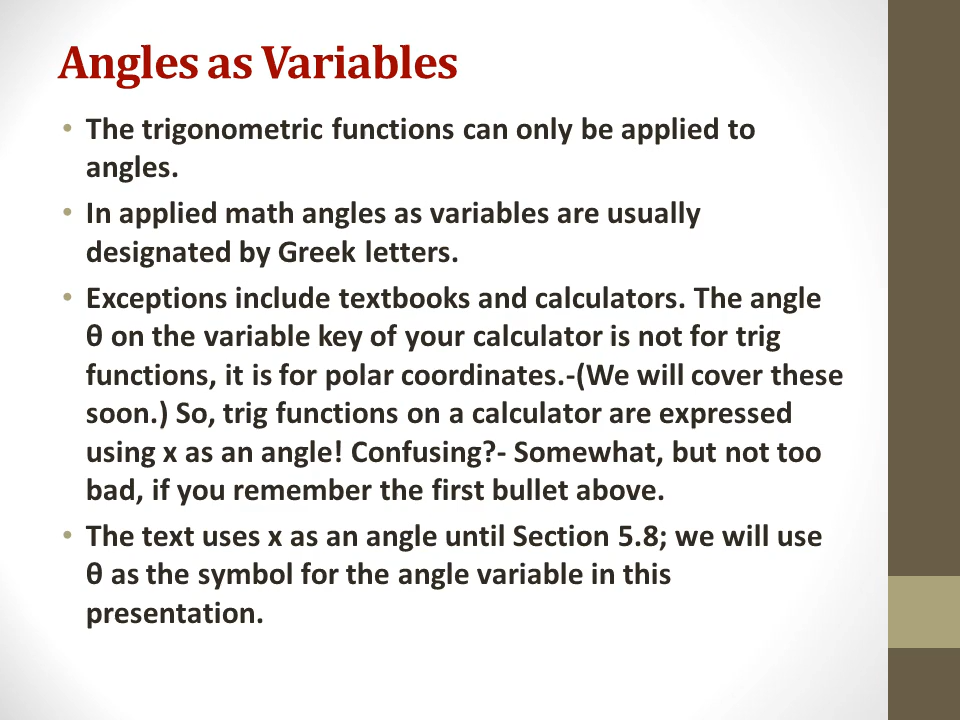 Angles as Variables
• The trigonometric functions can only be applied to
angles.
• In applied math angles as variables are usually
designated by Greek letters.
• Exceptions include textbooks and calculators. The angle
θ on the variable key of your calculator is not for trig
functions, it is for polar coordinates.-(We will cover these
soon.) So, trig functions on a calculator are expressed
using x as an angle! Confusing?- Somewhat, but not too
bad, if you remember the first bullet above.
• The text uses x as an angle until Section 5.8; we will use
θ as the symbol for the angle variable in this
presentation.